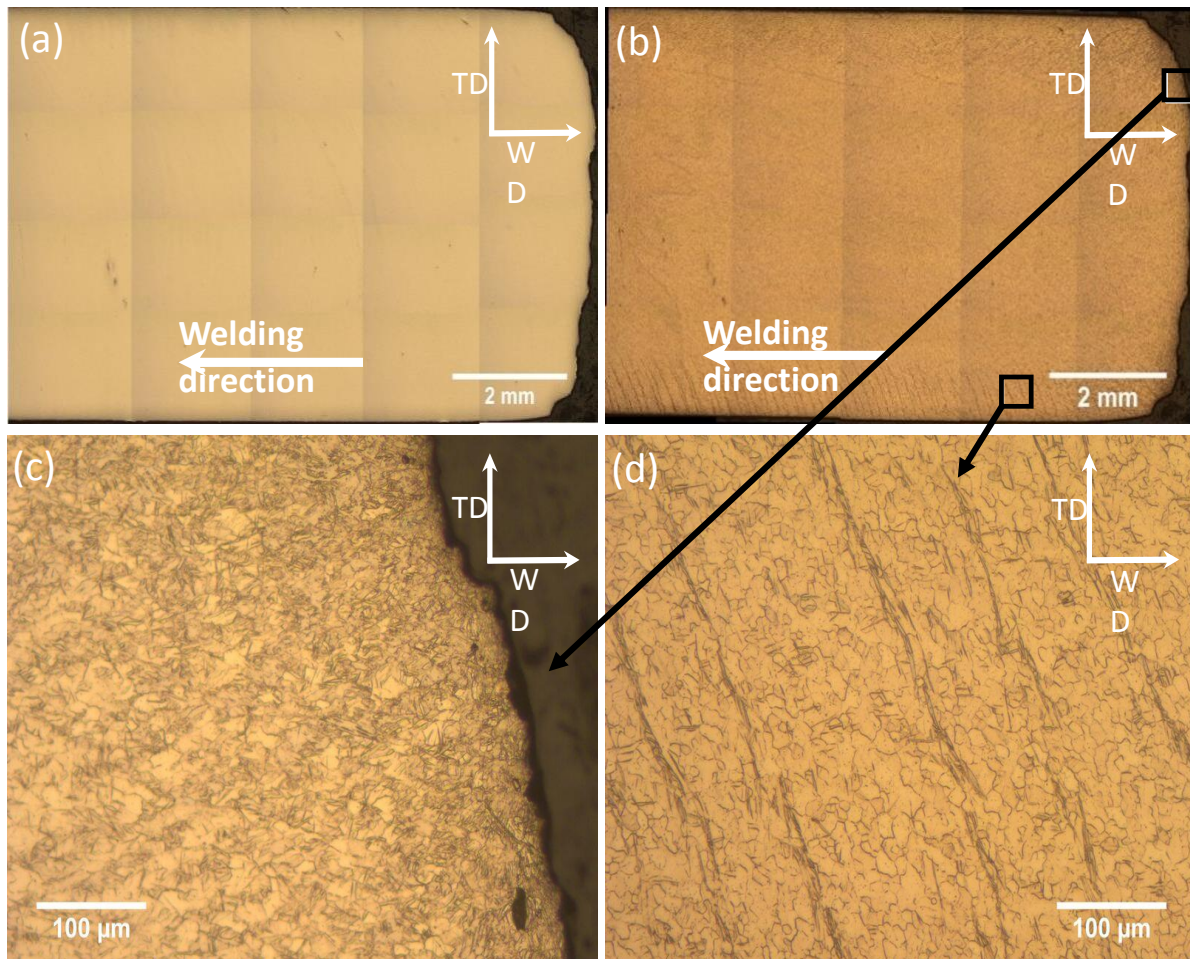 (a)
TD
W
D
Welding
direction
2 mm
(b)
TD
W
D
Welding
direction
2 mm
(c)
TD
W
D
100 µm
(d)
TD
W
D
100 µm